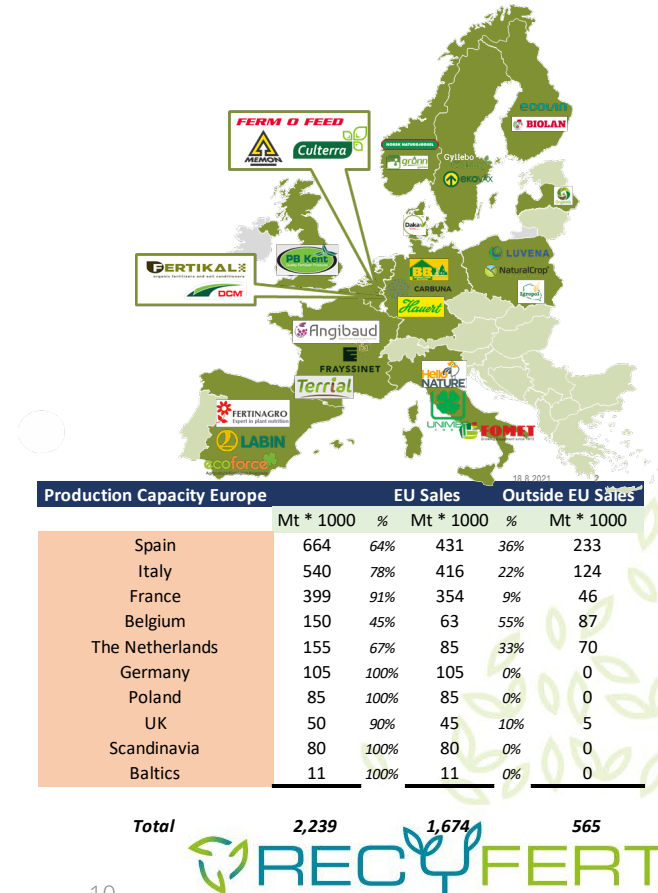 ECOLAN
BIOLAN
FERM O FEED
MEMON
Culterra
NORSK NATURGJØDSEL
grønn
Gyllebo
EKOVÄX
Daka
PB Kent
LUVENA
NaturalCrop
FERTIKAL
organic fertilizers and soil conditioners
DCM
BBTA
CARBUNA
Hauert
Angibaud
FRAYSSINET
Terrial
Hello
NATURE
UNIMER
FOMET
FERTINAGRO
Expert in plant nutrition
LABIN
ecoforce
18.8.2021 2
Production Capacity Europe EU Sales Outside EU Sales
Mt * 1000 % Mt * 1000 % Mt * 1000
Spain 664 64% 431 36% 233
Italy 540 78% 416 22% 124
France 399 91% 354 9% 46
Belgium 150 45% 63 55% 87
The Netherlands 155 67% 85 33% 70
Germany 105 100% 105 0% 0
Poland 85 100% 85 0% 0
UK 50 90% 45 10% 5
Scandinavia 80 100% 80 0% 0
Baltics 11 100% 11 0% 0
Total 2,239 1,674 565
RECYFERT
10